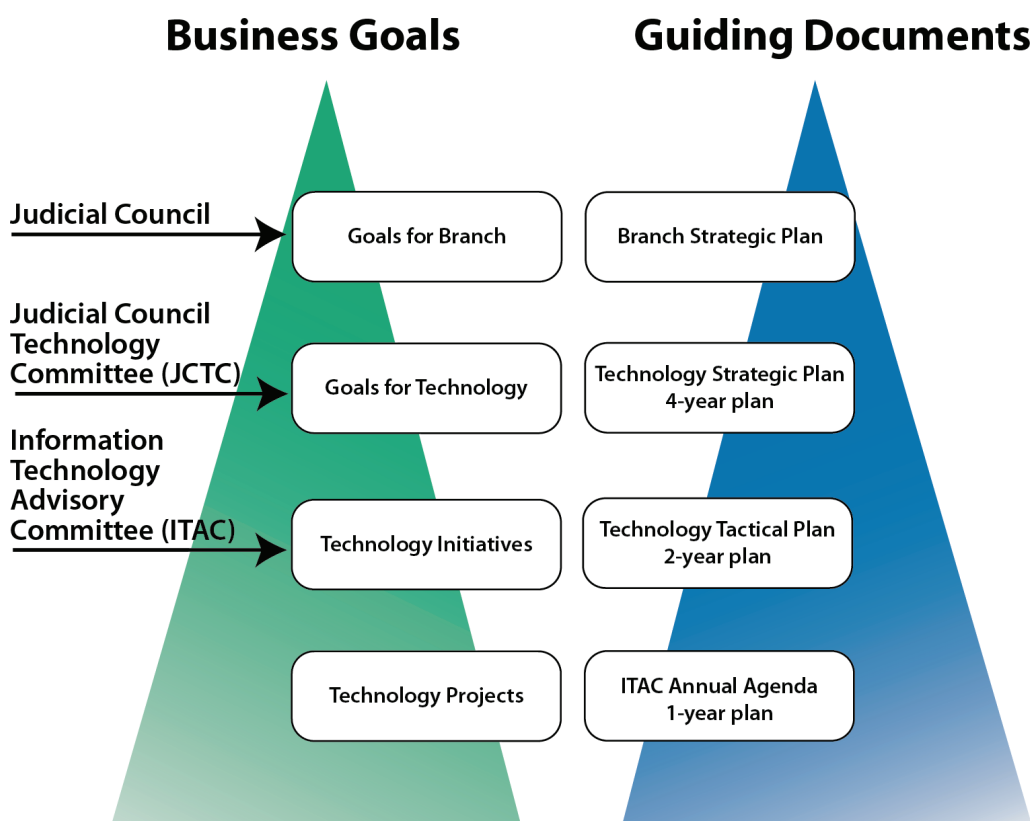 Business Goals
Guiding Documents
Judicial Council
Goals for Branch
Branch Strategic Plan
Judicial Council
Technology
Committee (JCTC)
Goals for Technology
Technology Strategic Plan
4-year plan
Information
Technology
Advisory
Committee (ITAC)
Technology Initiatives
Technology Tactical Plan
2-year plan
Technology Projects
ITAC Annual Agenda
1-year plan